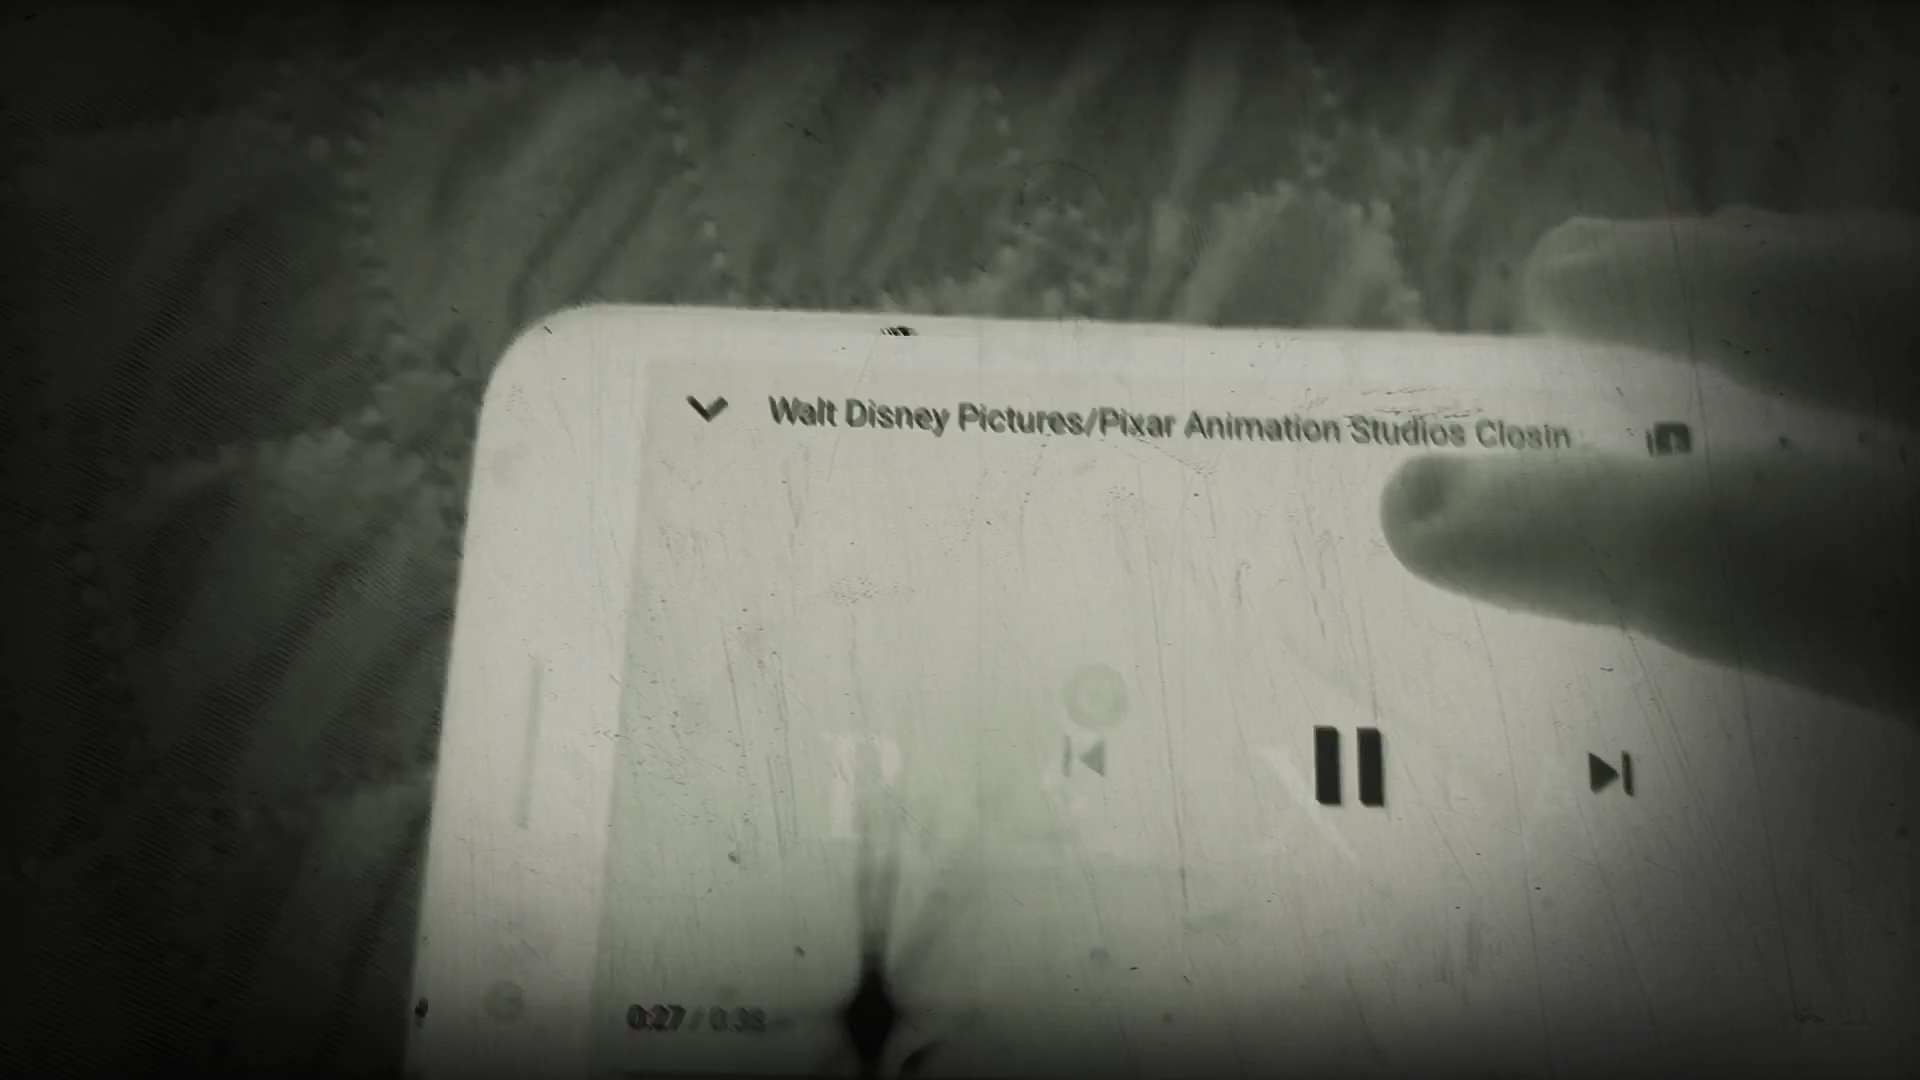 Walt Disney Pictures/Pixar Animation Studios Closin
P X
0:27 / 0:38